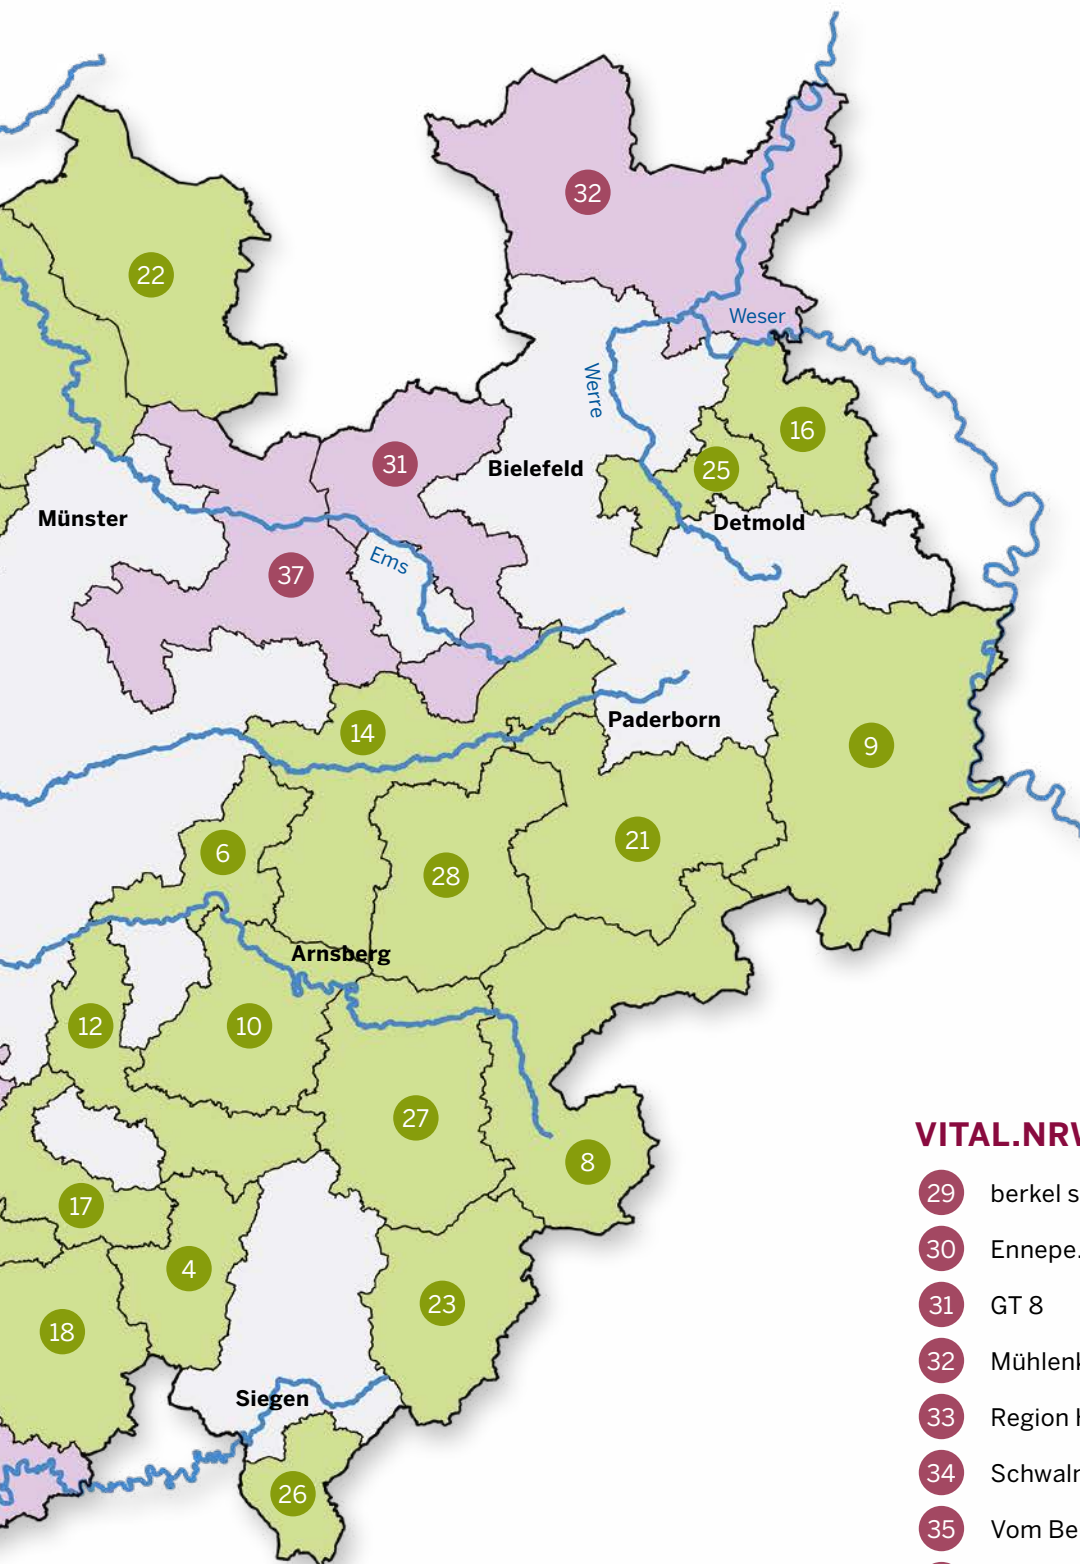 32
22
Weser
Werre
16
31
Bielefeld
25
Münster
Detmold
Ems
37
Paderborn
14
9
21
6
28
Arnsberg
12
10
27
VITAL.NRW
8
29 berkel s
17
30 Ennepe.
4
31 GT 8
23
18
32 Mühlenk
Siegen
33 Region
34 Schwalm
26
35 Vom Be